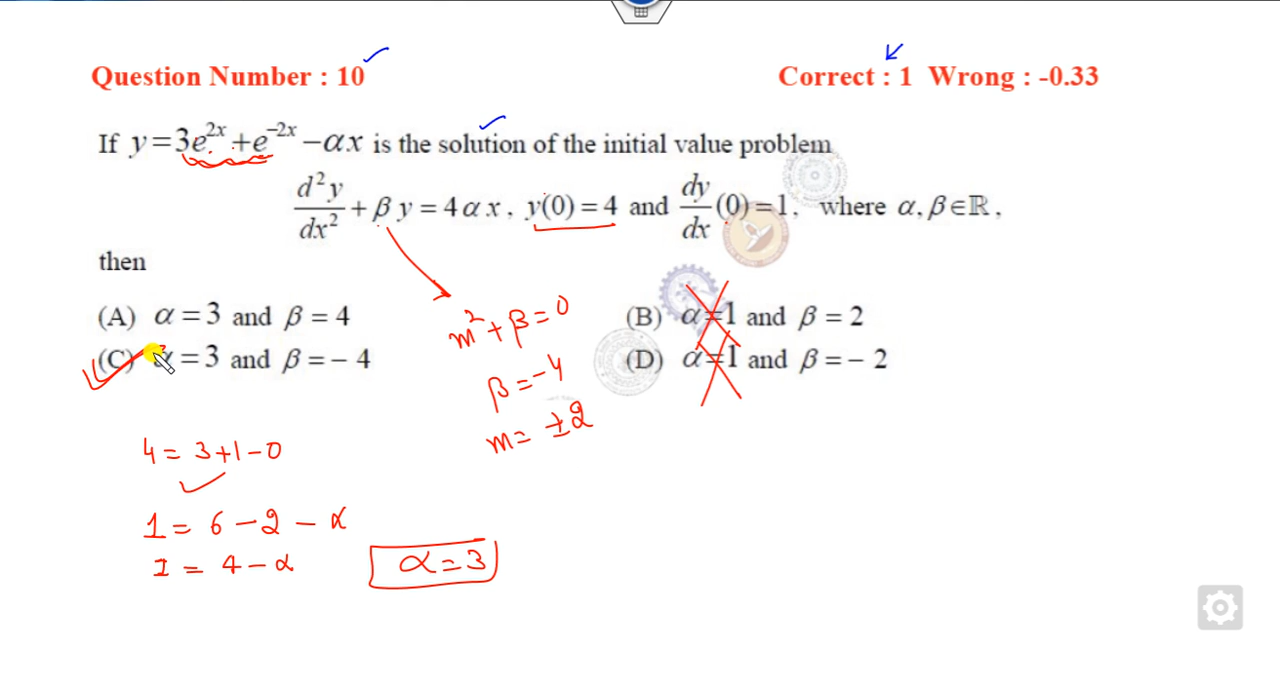 Question Number : 10 Correct : 1 Wrong : -0.33
If y=3e^{2x}+e^{-2x}-αx is the solution of the initial value problem
d²y/dx² + β y = 4αx, y(0) = 4 and dy/dx (0) = 1, where α, β∈ℝ,
then
(A) α = 3 and β = 4
(B) α = 1 and β = 2
(C) α = 3 and β = – 4
(D) α = 1 and β = – 2
m² + β = 0
β = -4
m = ±2
4 = 3+1-0
1 = 6 - 2 - α
1 = 4 - α
α = 3